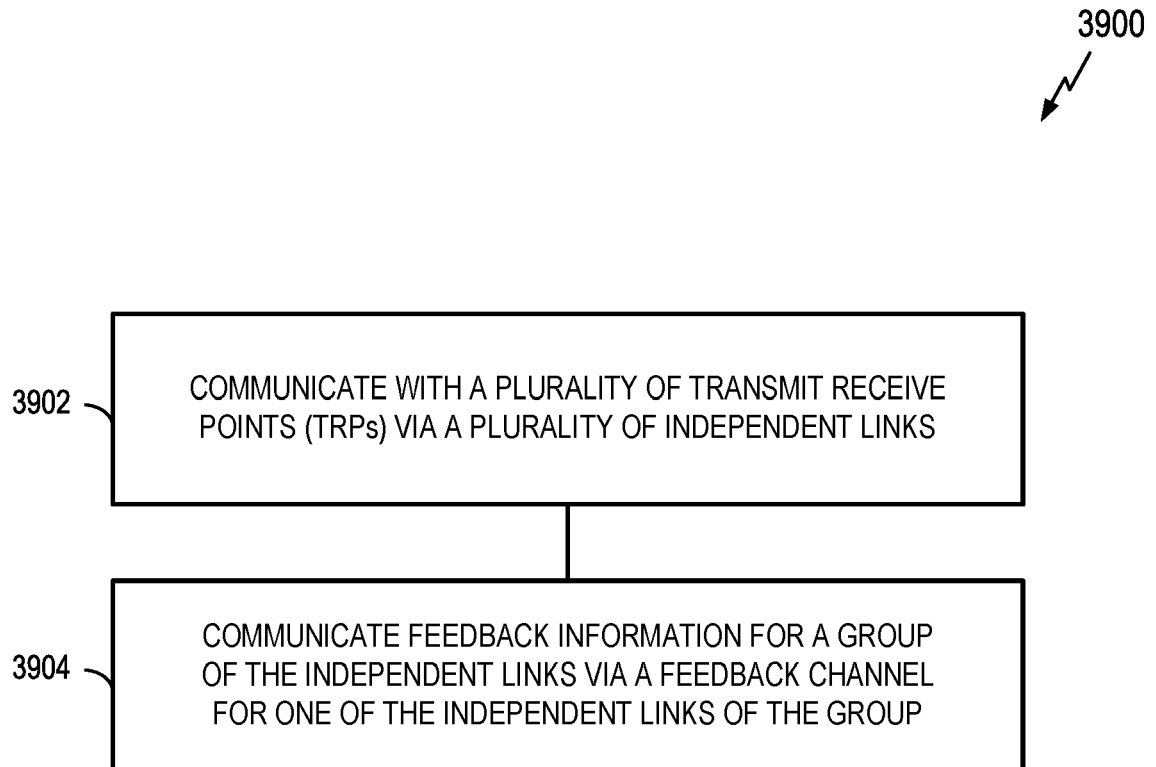 3900
3902
COMMUNICATE WITH A PLURALITY OF TRANSMIT RECEIVE
POINTS (TRPs) VIA A PLURALITY OF INDEPENDENT LINKS
3904
COMMUNICATE FEEDBACK INFORMATION FOR A GROUP
OF THE INDEPENDENT LINKS VIA A FEEDBACK CHANNEL
FOR ONE OF THE INDEPENDENT LINKS OF THE GROUP